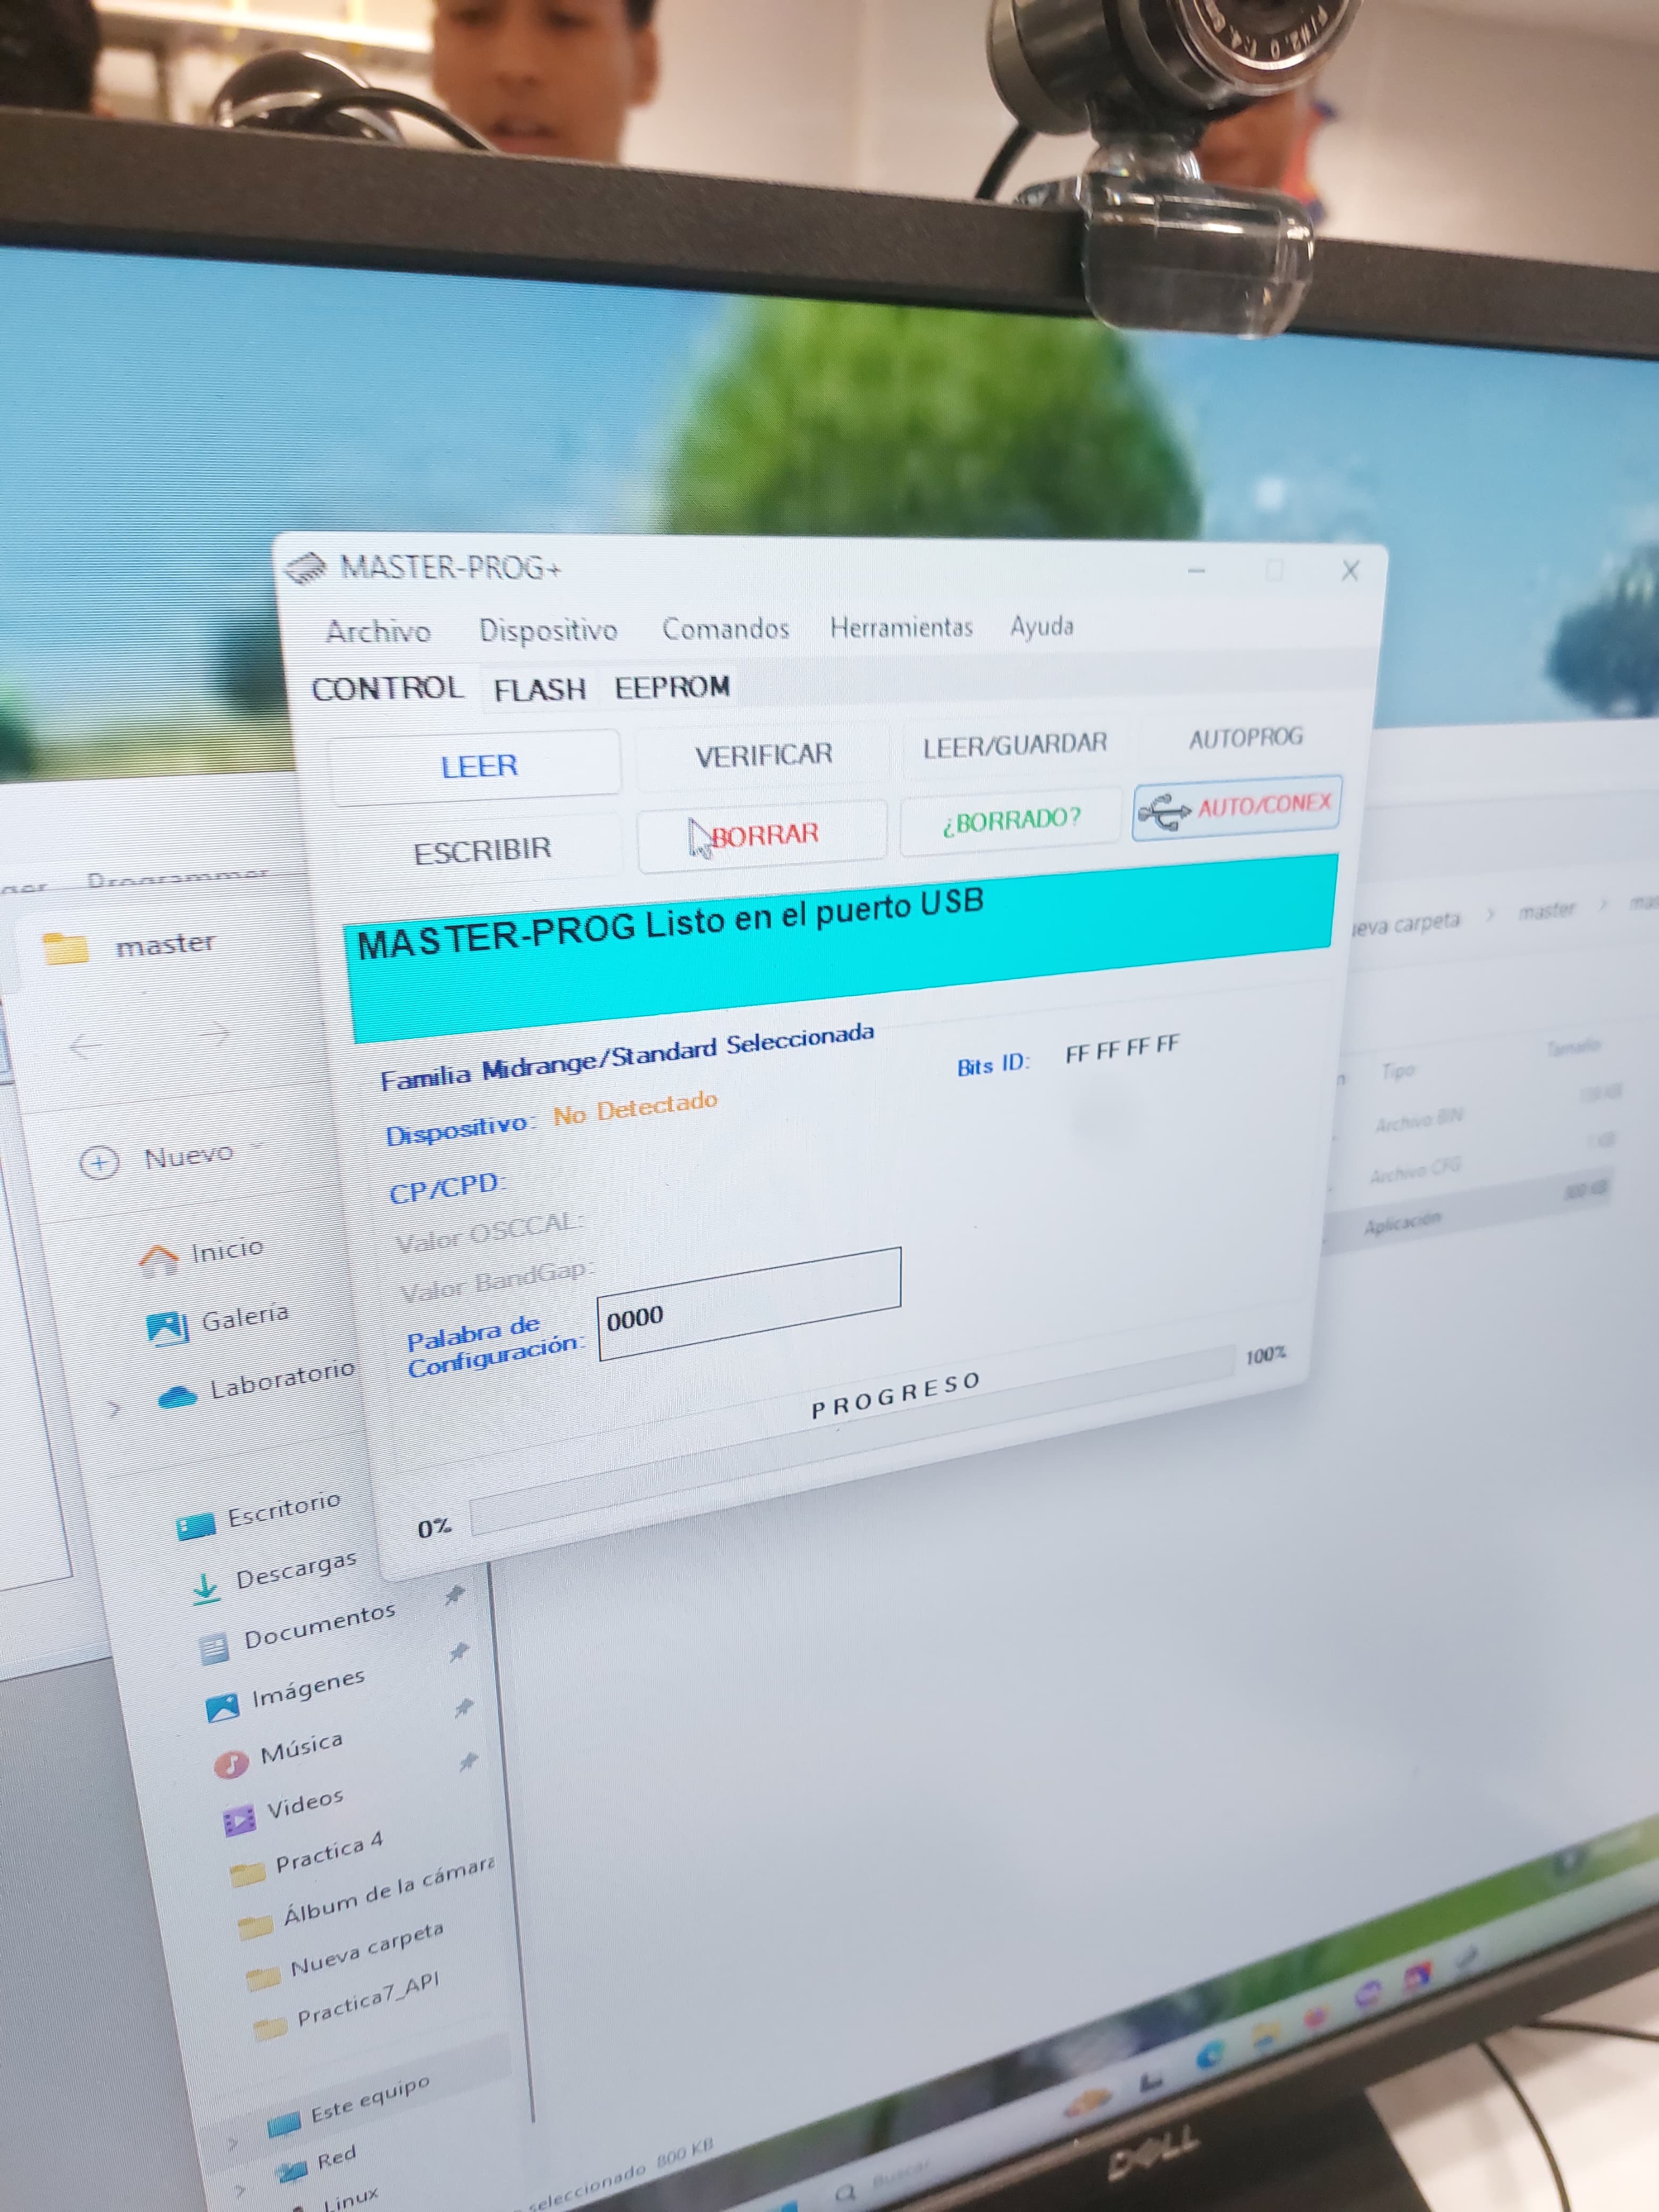 MASTER-PROG+
Archivo Dispositivo Comandos Herramientas Ayuda
CONTROL FLASH EEPROM
LEER VERIFICAR LEER/GUARDAR AUTOPROG
ESCRIBIR BORRAR ¿BORRADO? AUTO/CONEX
MASTER-PROG Listo en el puerto USB
Familia Midrange/Standard Seleccionada
Bits ID: FF FF FF FF
Dispositivo: No Detectado
CP/CPD:
Valor OSCCAL:
Valor BandGap:
Palabra de
Configuración:
0000
PROGRESO
0% 100%
Programmer
master
Nuevo
Inicio
Galería
Laboratorio
Escritorio
Descargas
Documentos
Imágenes
Música
Videos
Practica 4
Álbum de la cámara
Nueva carpeta
Practica7_API
Este equipo
Red
Linux
seleccionado 800 KB
eva carpeta > master >
Tipo Tamaño
Archivo BIN
Archivo CFG
Aplicación 800 KB
Buscar
DELL